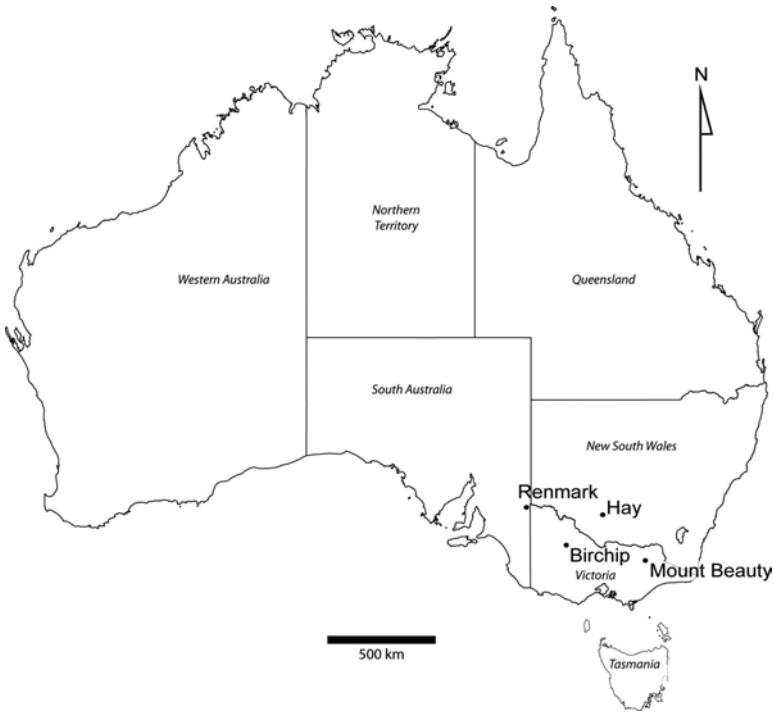 N
Northern
Territory
Western Australia
Queensland
South Australia
New South Wales
Renmark
Hay
Birchip
Mount Beauty
Victoria
500 km
Tasmania